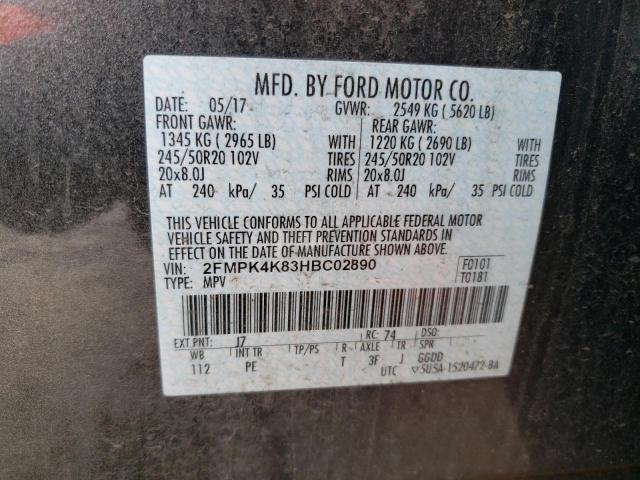 MFD. BY FORD MOTOR CO.
DATE: 05/17 GVWR: 2549 KG ( 5620 LB)
FRONT GAWR: REAR GAWR:
1345 KG ( 2965 LB) WITH 1220 KG ( 2690 LB) WITH
245/50R20 102V TIRES 245/50R20 102V TIRES
20x8.0J RIMS 20x8.0J RIMS
AT 240 kPa/ 35 PSI COLD AT 240 kPa/ 35 PSI COLD
THIS VEHICLE CONFORMS TO ALL APPLICABLE FEDERAL MOTOR
VEHICLE SAFETY AND THEFT PREVENTION STANDARDS IN
EFFECT ON THE DATE OF MANUFACTURE SHOWN ABOVE.
VIN: 2FMPK4K83HBC02890 F0101
TYPE: MPV T0181
EXT PNT: J7 RC: 74 DSO:
WB INT TR TP/PS R AXLE TR SPR
112 PE T 3F J GGDD
UTC ▽5U5A-1520472-BA